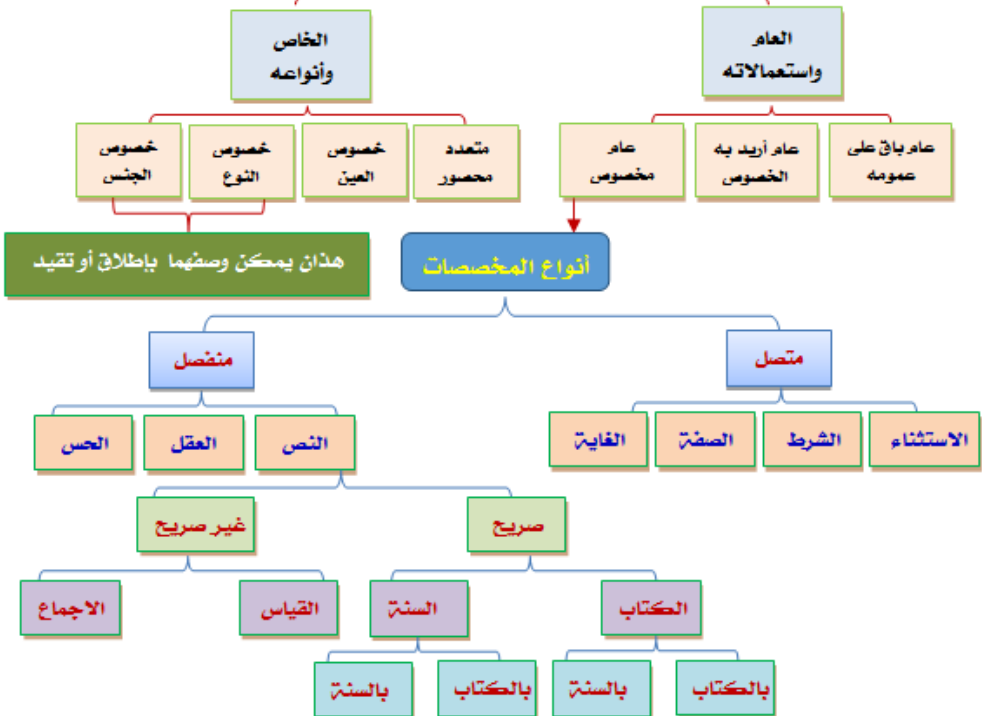 العام
واستعمالاته
الخاص
وأنواعه
عام باق على
عمومه
عام أريد به
الخصوص
عام
مخصوص
متعدد
محصور
خصوص
العين
خصوص
النوع
خصوص
الجنس
أنواع المخصصات
هذان يمكن وصفهما بإطلاق أو تقيد
متصل
منفصل
الاستثناء
الشرط
الصفة
الغاية
النص
العقل
الحس
صريح
غير صريح
الكتاب
السنة
القياس
الاجماع
بالكتاب
بالسنة
بالكتاب
بالسنة